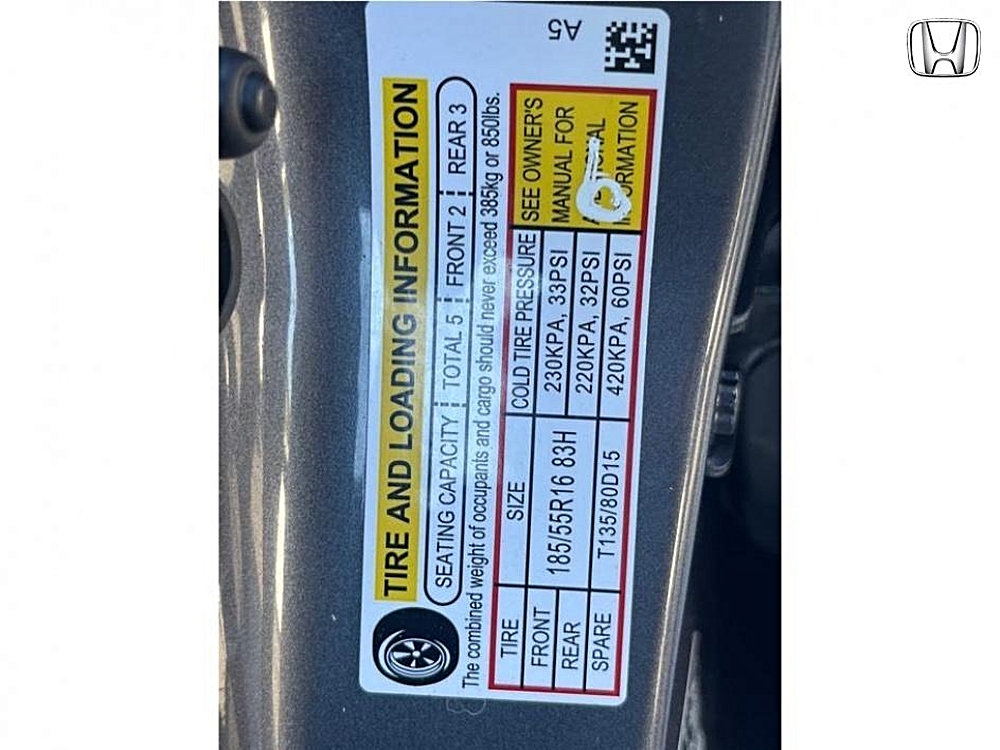 A5
TIRE AND LOADING INFORMATION
SEATING CAPACITY TOTAL 5 FRONT 2 REAR 3
The combined weight of occupants and cargo should never exceed 385kg or 850lbs.
TIRE SIZE COLD TIRE PRESSURE
FRONT 185/55R16 83H 230KPA, 33PSI
REAR 220KPA, 32PSI
SPARE T135/80D15 420KPA, 60PSI
SEE OWNER'S
MANUAL FOR